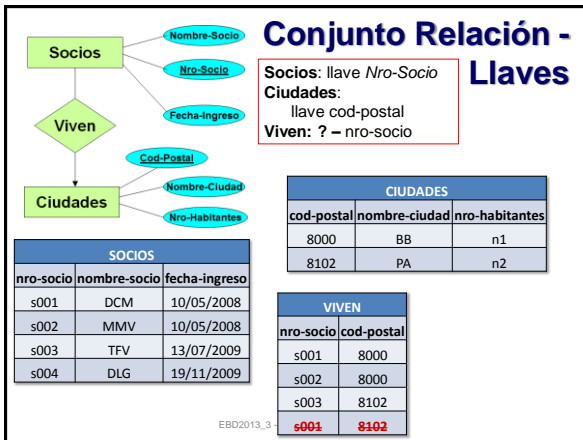 Conjunto Relación -
Llaves
Socios
Nombre-Socio
Nro-Socio
Fecha-Ingreso
Viven
Cod-Postal
Ciudades
Nombre-Ciudad
Nro-Habitantes
Socios: llave Nro-Socio
Ciudades:
llave cod-postal
Viven: ? – nro-socio
CIUDADES
cod-postal nombre-ciudad nro-habitantes
8000 BB n1
8102 PA n2
SOCIOS
nro-socio nombre-socio fecha-ingreso
s001 DCM 10/05/2008
s002 MMV 10/05/2008
s003 TFV 13/07/2009
s004 DLG 19/11/2009
VIVEN
nro-socio cod-postal
s001 8000
s002 8000
s003 8102
s001 8102
EBD2013_3 -